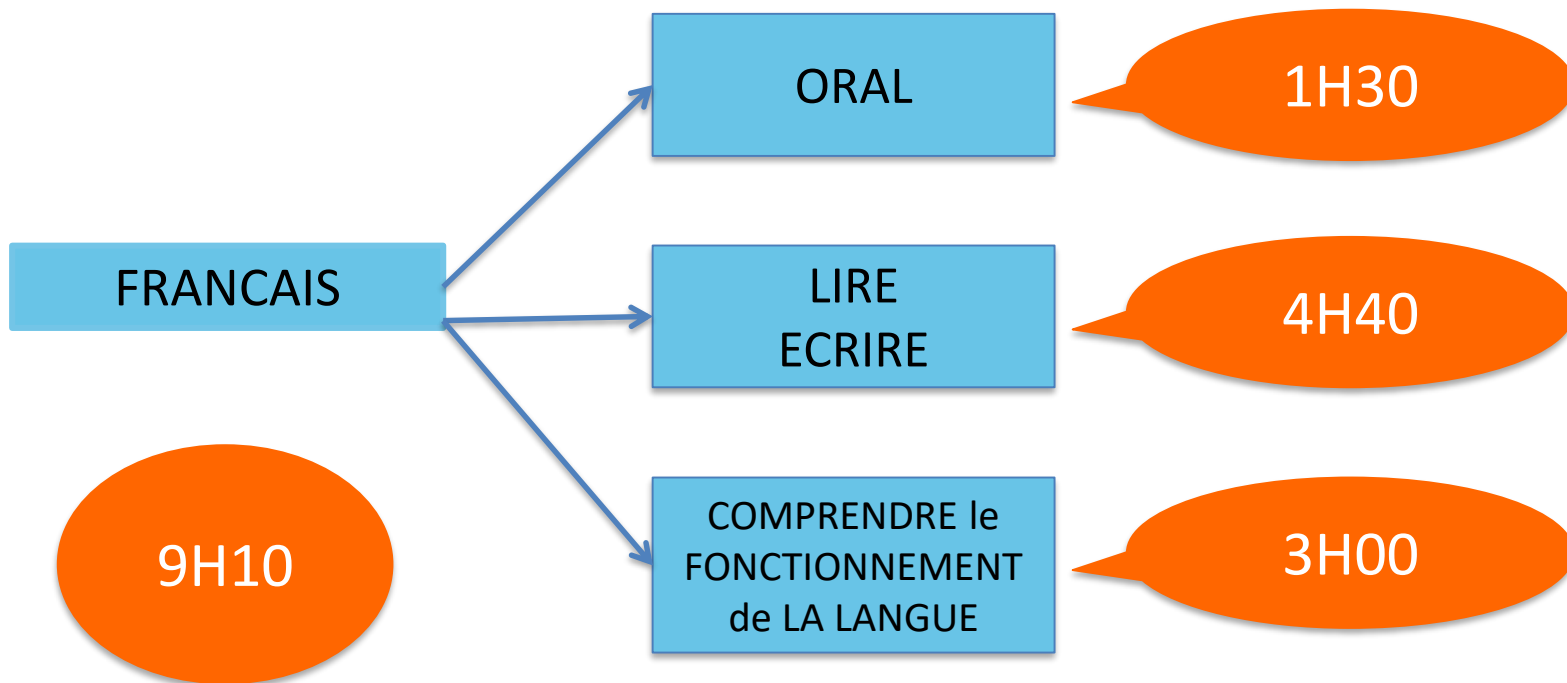 ORAL
1H30
FRANCAIS
LIRE
ECRIRE
4H40
9H10
COMPRENDRE le
FONCTIONNEMENT
de LA LANGUE
3H00